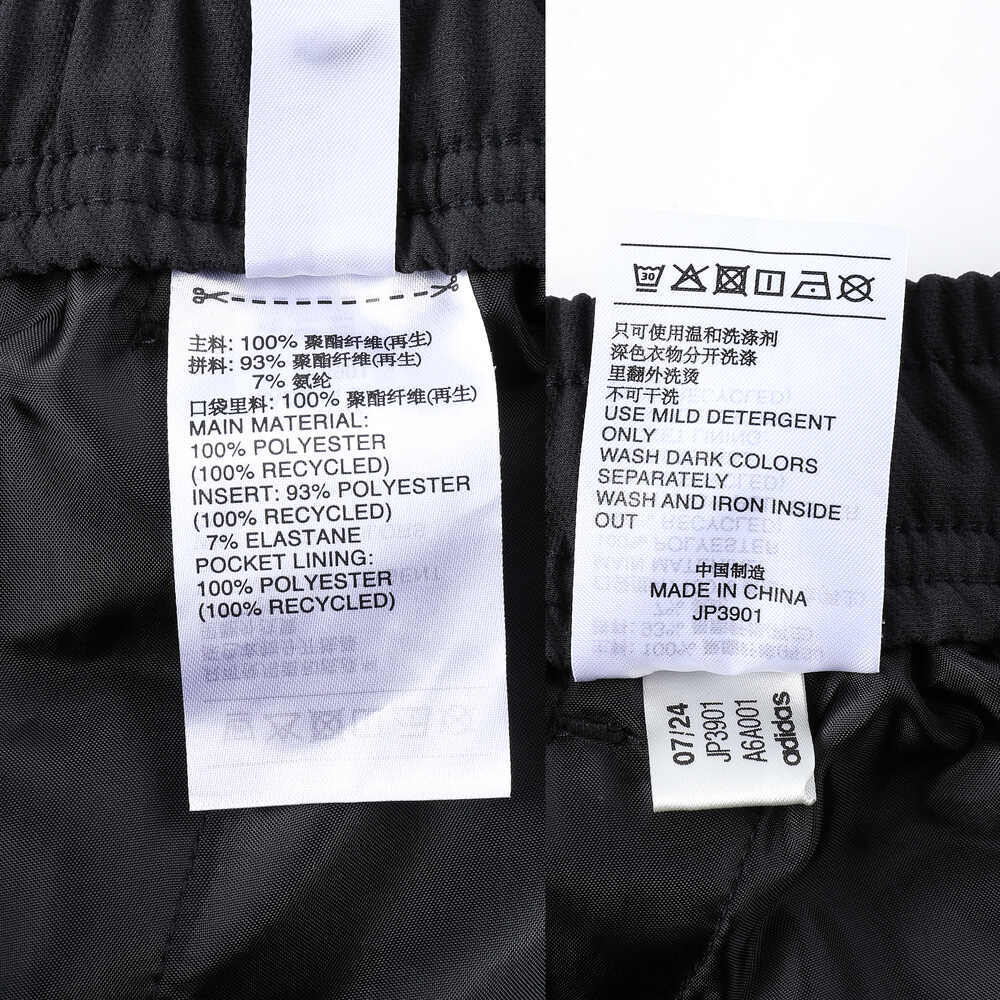 主料: 100% 聚酯纤维(再生)
拼料: 93% 聚酯纤维(再生)
7% 氨纶
口袋里料: 100% 聚酯纤维(再生)
MAIN MATERIAL:
100% POLYESTER
(100% RECYCLED)
INSERT: 93% POLYESTER
(100% RECYCLED)
7% ELASTANE
POCKET LINING:
100% POLYESTER
(100% RECYCLED)
30
只可使用温和洗涤剂
深色衣物分开洗涤
里翻外洗烫
不可干洗
USE MILD DETERGENT
ONLY
WASH DARK COLORS
SEPARATELY
WASH AND IRON INSIDE
OUT
中国制造
MADE IN CHINA
JP3901
07/24
JP3901
A6A001
adidas